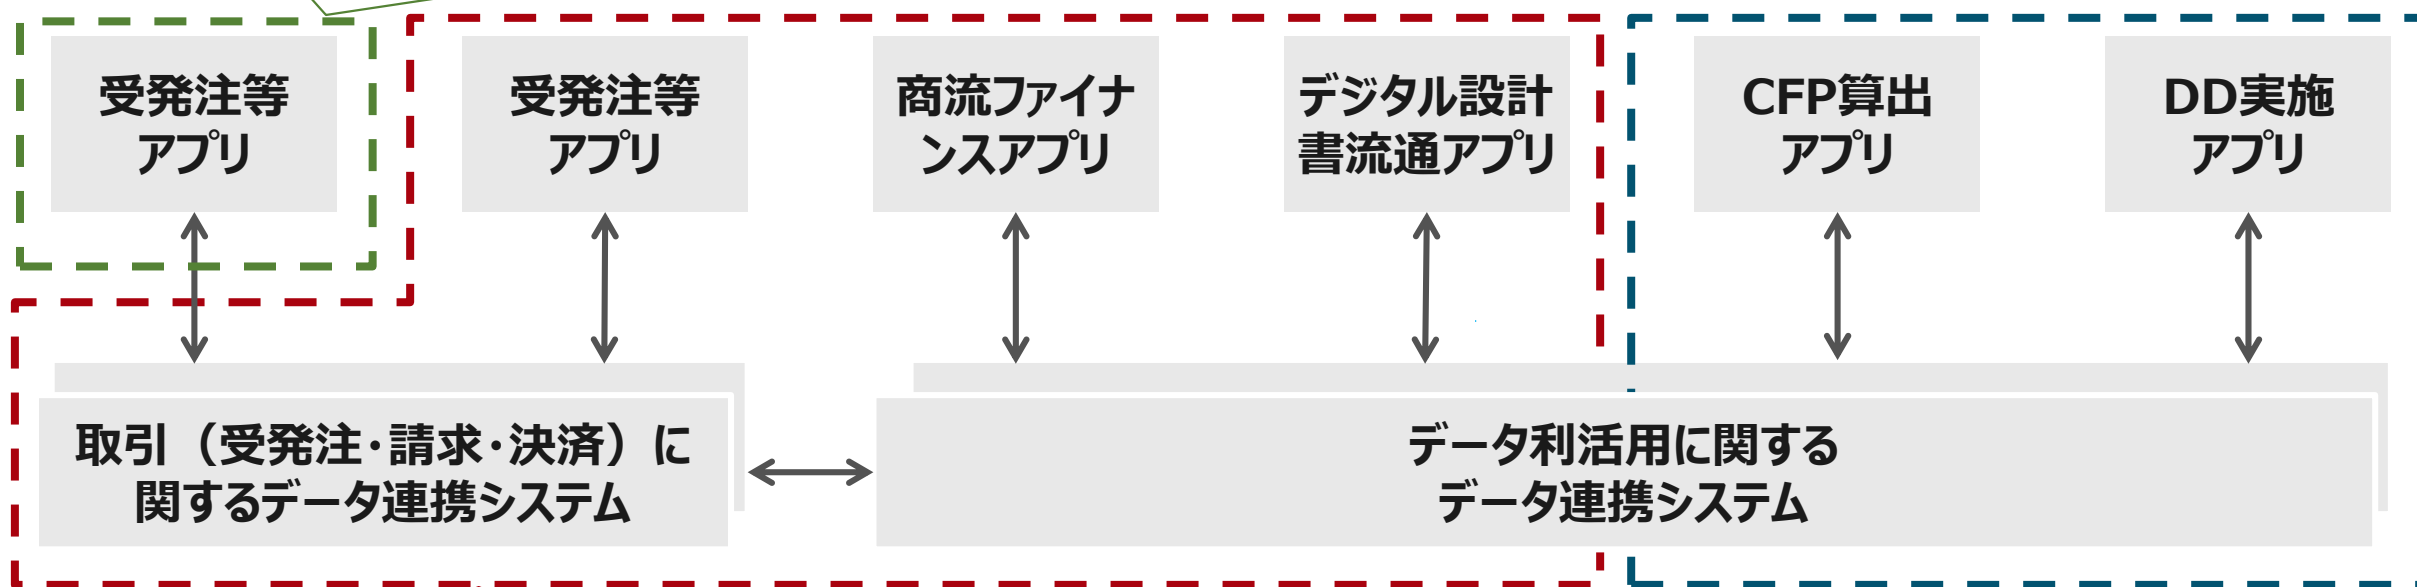 受発注等
アプリ
受発注等
アプリ
商流ファイナ
ンスアプリ
デジタル設計
書流通アプリ
CFP算出
アプリ
DD実施
アプリ
取引（受発注･請求･決済）に
関するデータ連携システム
データ利活用に関する
データ連携システム